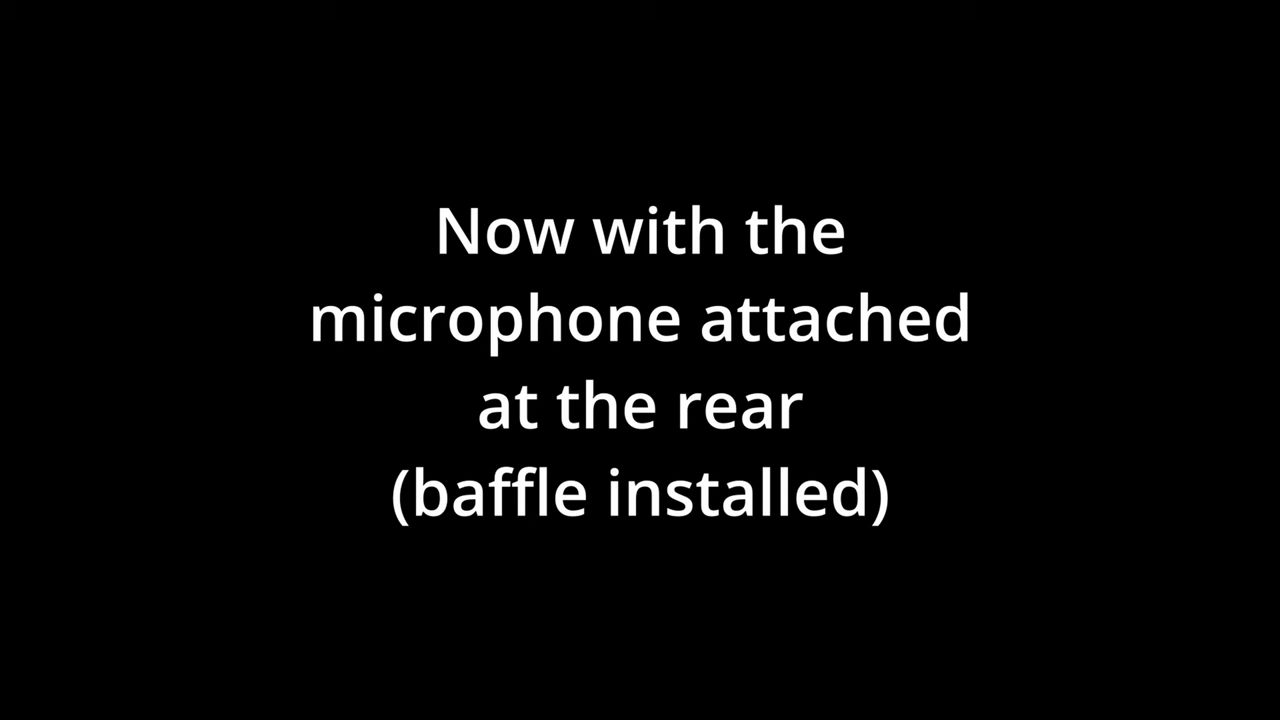 Now with the
microphone attached
at the rear
(baffle installed)